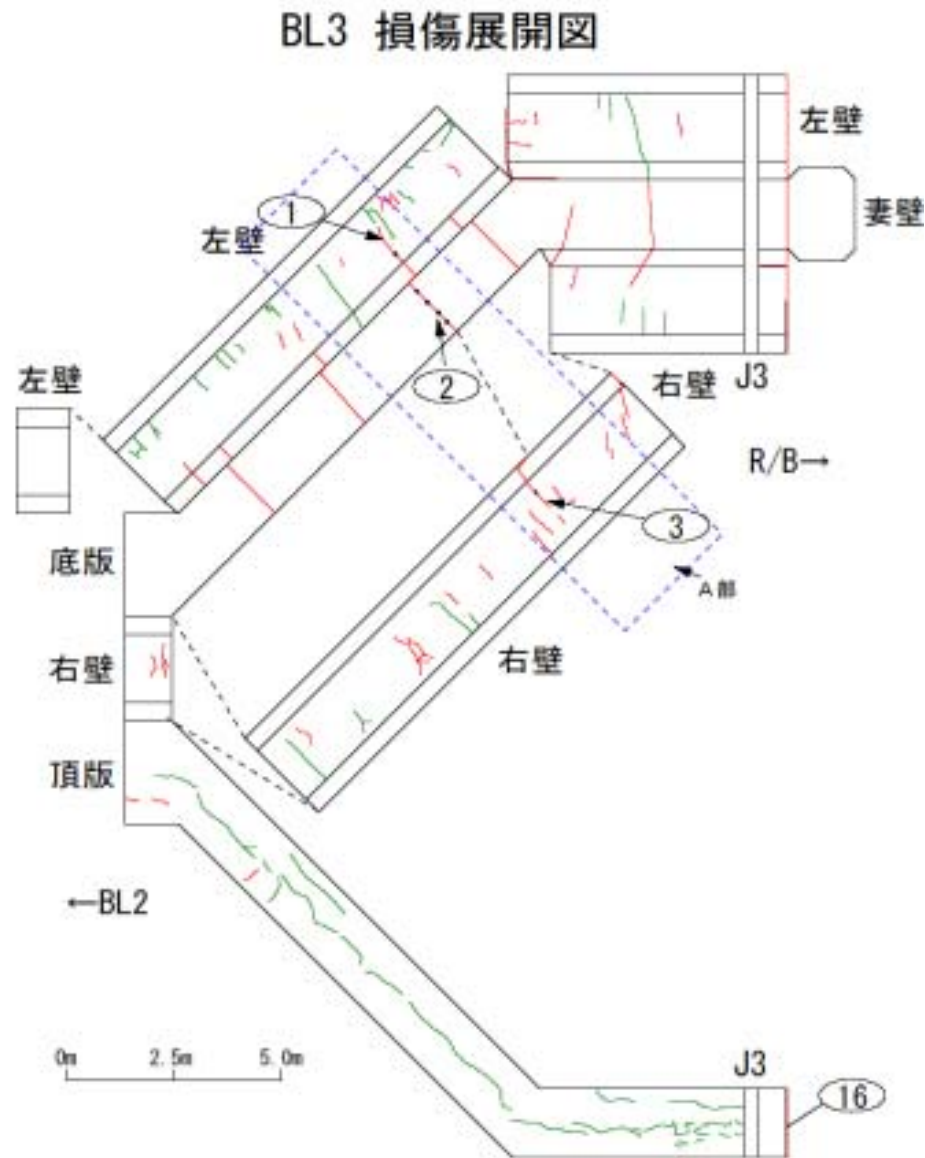 BL3 損傷展開図
左壁
妻壁
1
左壁
2
左壁
右壁 J3
R/B→
3
A部
底版
右壁
右壁
頂版
←BL2
0m 2.5m 5.0m
J3
16